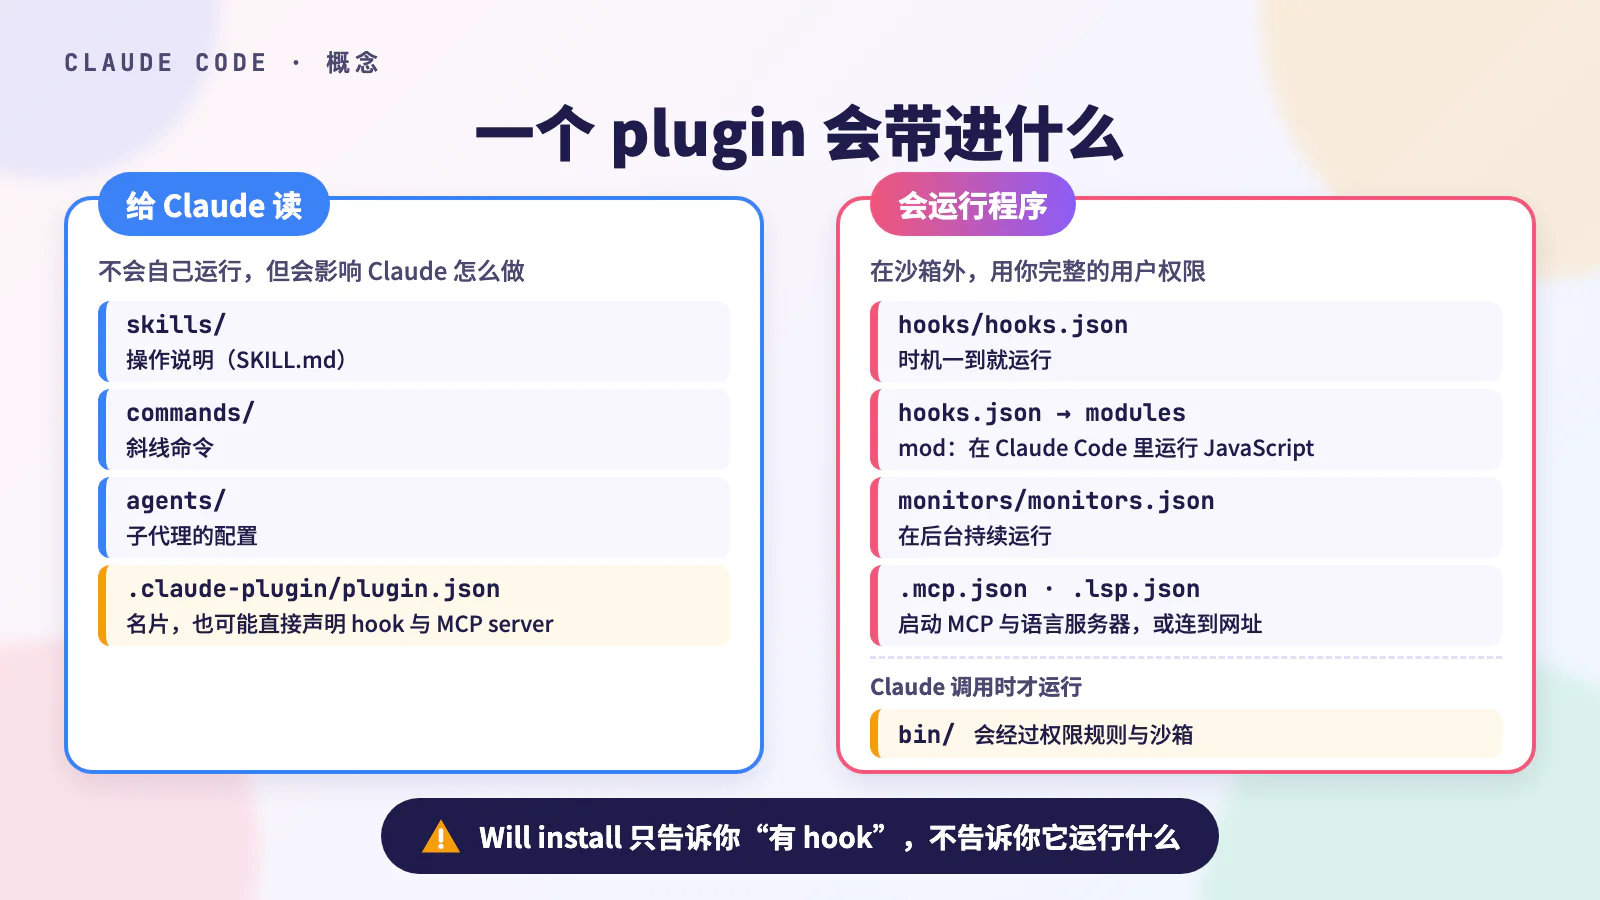 CLAUDE CODE · 概念
一个 plugin 会带进什么
给 Claude 读
不会自己运行，但会影响 Claude 怎么做
skills/
操作说明（SKILL.md）
commands/
斜线命令
agents/
子代理的配置
.claude-plugin/plugin.json
名片，也可能直接声明 hook 与 MCP server
会运行程序
在沙箱外，用你完整的用户权限
hooks/hooks.json
时机一到就运行
hooks.json → modules
mod：在 Claude Code 里运行 JavaScript
monitors/monitors.json
在后台持续运行
.mcp.json · .lsp.json
启动 MCP 与语言服务器，或连到网址
Claude 调用时才运行
bin/ 会经过权限规则与沙箱
Will install 只告诉你“有 hook”，不告诉你它运行什么